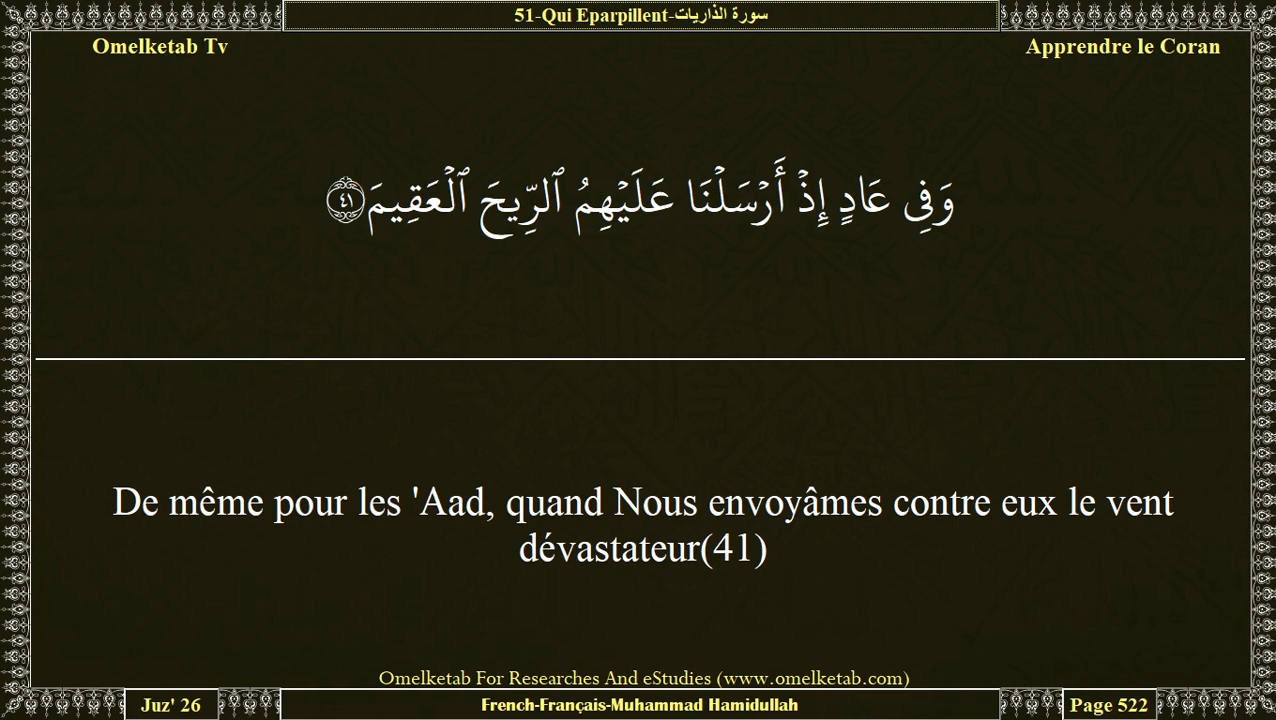 51-Qui Eparpillent-سورة الذاريات
Omelketab Tv
Apprendre le Coran
وَفِى عَادٍ إِذْ أَرْسَلْنَا عَلَيْهِمُ ٱلرِّيحَ ٱلْعَقِيمَ ٤١
De même pour les 'Aad, quand Nous envoyâmes contre eux le vent
dévastateur(41)
Omelketab For Researches And eStudies (www.omelketab.com)
Juz' 26
French-Français-Muhammad Hamidullah
Page 522